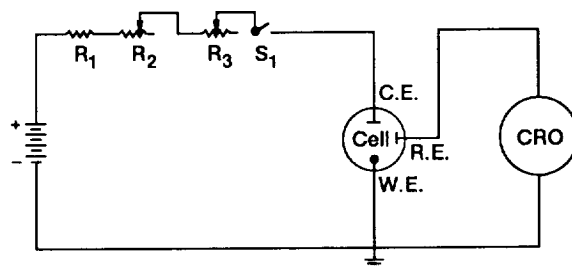 R1 R2 R3 S1
C.E.
+
Cell
CRO
R.E.
−
W.E.